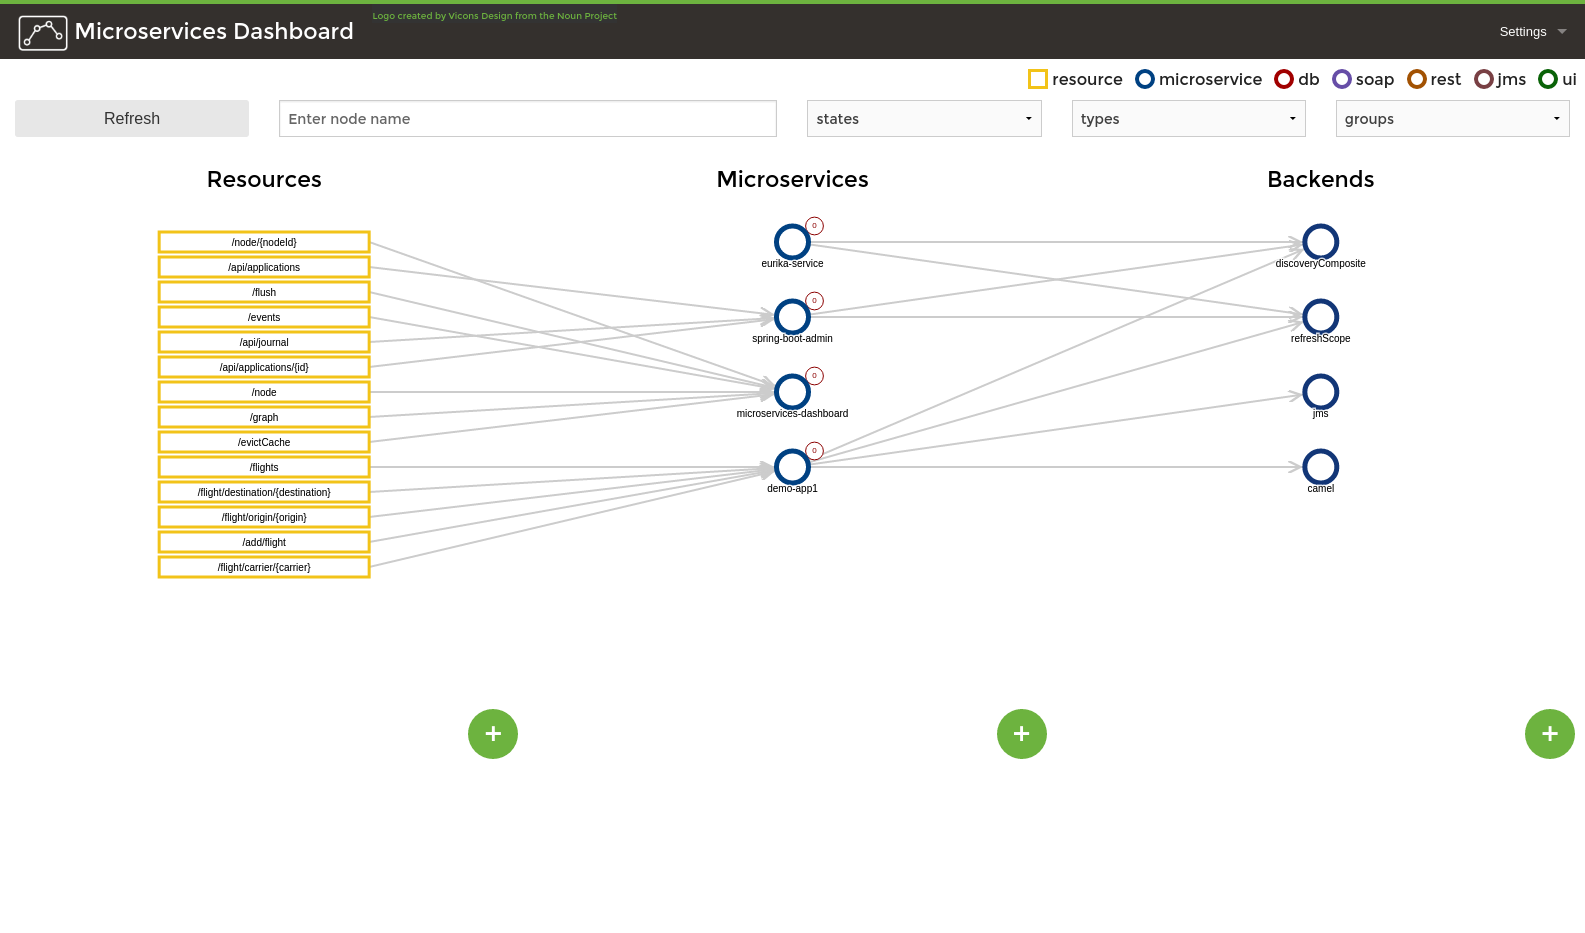 Logo created by Vicons Design from the Noun Project
Microservices Dashboard
Settings
resource microservice db soap rest jms ui
Refresh
Enter node name
states
types
groups
Resources
Microservices
Backends
/node/{nodeId}
/api/applications
/flush
/events
/api/journal
/api/applications/{id}
/node
/graph
/evictCache
/flights
/flight/destination/{destination}
/flight/origin/{origin}
/add/flight
/flight/carrier/{carrier}
0
eurika-service
0
spring-boot-admin
0
microservices-dashboard
0
demo-app1
discoveryComposite
refreshScope
jms
camel
+
+
+